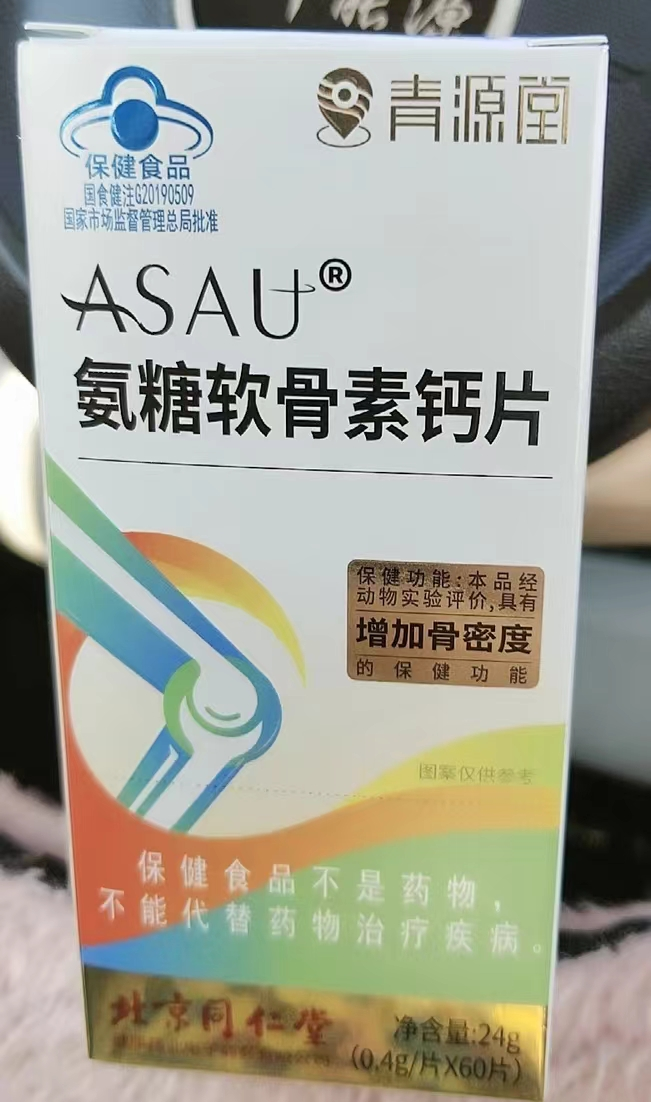 青源堂
保健食品
国食健注G20190509
国家市场监督管理总局批准
ASAU®
氨糖软骨素钙片
保健功能:本品经
动物实验评价,具有
增加骨密度
的保健功能
图案仅供参考
保健食品不是药物,
不能代替药物治疗疾病。
北京同仁堂
净含量:24g
(0.4g/片X60片)